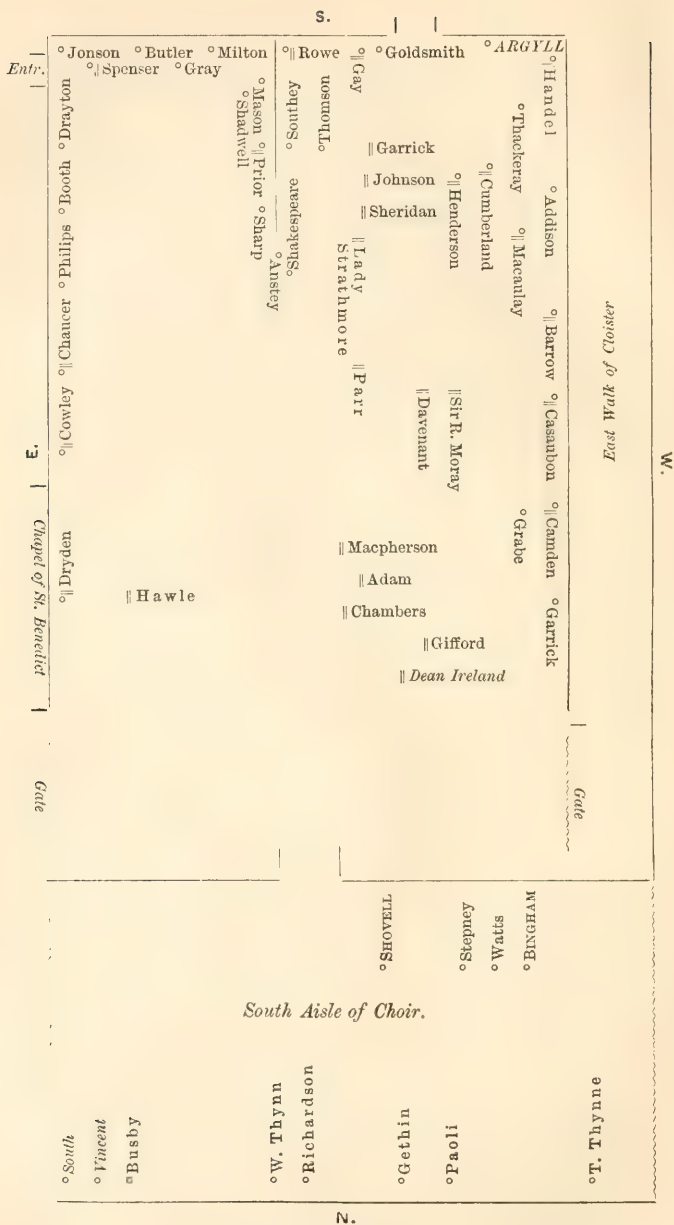 S.
° Jonson ° Butler ° Milton
° || Rowe
° Goldsmith
° ARGYLL
Entr.
° || Spenser ° Gray
° || Gay
° Handel
° Drayton
° Mason
° Shadwell
° Southey
° Thomson
° Thackeray
|| Garrick
° Booth
° || Prior
|| Johnson
° || Henderson
° || Cumberland
° Addison
° Sharp
° Shakespeare
|| Sheridan
° Philips
° Anstey
|| Lady Strathmore
° || Macaulay
° || Chaucer
° || Barrow
East Walk of Cloister
|| Parr
° || Cowley
|| Davenant
|| Sir R. Moray
° || Casaubon
E.
W.
Chapel of St. Benedict
° || Dryden
° Grabe
° || Camden
|| Macpherson
|| Adam
|| Hawle
|| Chambers
° Garrick
|| Gifford
|| Dean Ireland
Gate
Gate
° SHOVELL
° Stepney
° Watts
° BINGHAM
South Aisle of Choir.
° South
° Vincent
Busby
° W. Thynn
° Richardson
° Gethin
° Paoli
° T. Thynne
N.